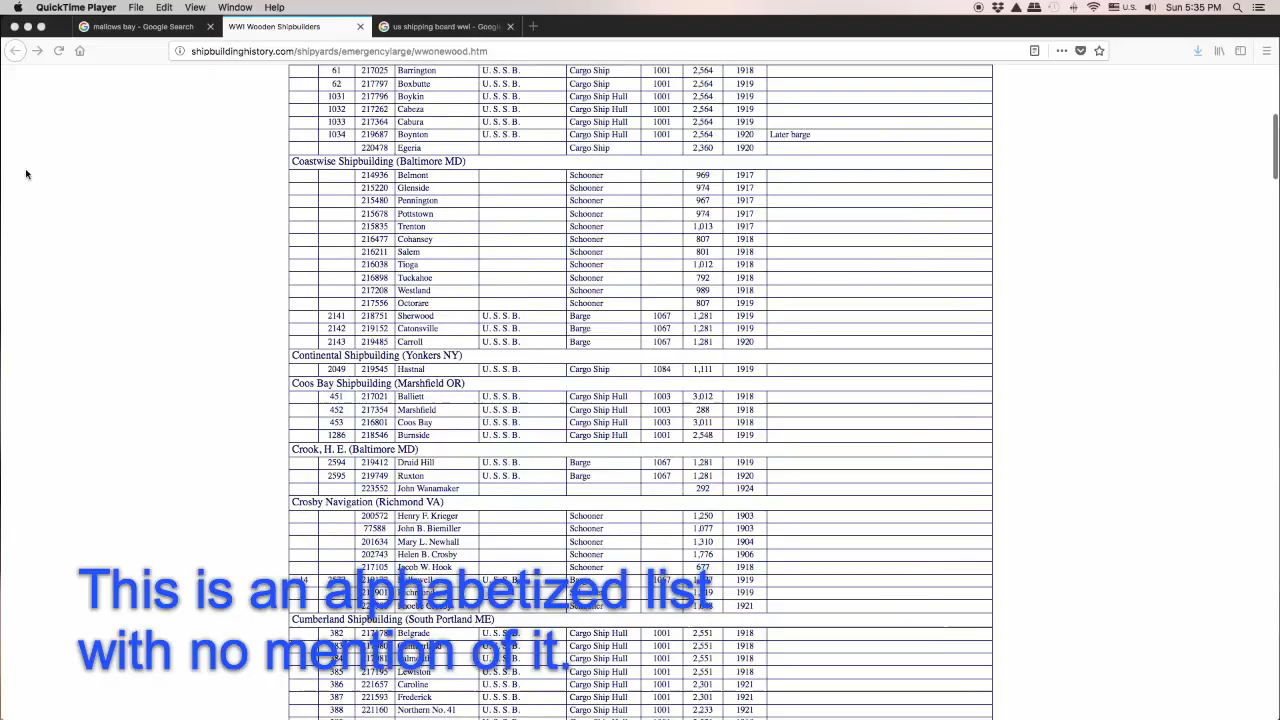 QuickTime Player File Edit View Window Help U.S. Sun 5:35 PM
mellows bay - Google Search WWI Wooden Shipbuilders us shipping board wwi - Google
shipbuildinghistory.com/shipyards/emergencylarge/wwonewood.htm
61 217025 Barrington U. S. S. B. Cargo Ship 1001 2,564 1918
62 217797 Boxbutte U. S. S. B. Cargo Ship 1001 2,564 1919
1031 217796 Boykin U. S. S. B. Cargo Ship Hull 1001 2,564 1919
1032 217262 Cabeza U. S. S. B. Cargo Ship Hull 1001 2,564 1919
1033 217364 Cabura U. S. S. B. Cargo Ship Hull 1001 2,564 1919
1034 219687 Boynton U. S. S. B. Cargo Ship Hull 1001 2,564 1920 Later barge
220478 Egeria Cargo Ship 2,360 1920
Coastwise Shipbuilding (Baltimore MD)
214936 Belmont Schooner 969 1917
215220 Glenside Schooner 974 1917
215480 Pennington Schooner 967 1917
215678 Pottstown Schooner 974 1917
215835 Trenton Schooner 1,013 1917
216477 Cohansey Schooner 807 1918
216211 Salem Schooner 801 1918
216038 Tioga Schooner 1,012 1918
216898 Tuckahoe Schooner 792 1918
217208 Westland Schooner 989 1918
217556 Octorare Schooner 807 1919
2141 218751 Sherwood U. S. S. B. Barge 1067 1,281 1919
2142 219152 Catonsville U. S. S. B. Barge 1067 1,281 1919
2143 219485 Carroll U. S. S. B. Barge 1067 1,281 1920
Continental Shipbuilding (Yonkers NY)
2049 219545 Hastnal U. S. S. B. Cargo Ship 1084 1,111 1919
Coos Bay Shipbuilding (Marshfield OR)
451 217021 Balliett U. S. S. B. Cargo Ship Hull 1003 3,012 1918
452 217354 Marshfield U. S. S. B. Cargo Ship Hull 1003 288 1918
453 216801 Coos Bay U. S. S. B. Cargo Ship Hull 1003 3,011 1918
1286 218546 Burnside U. S. S. B. Cargo Ship Hull 1001 2,548 1919
Crook, H. E. (Baltimore MD)
2594 219412 Druid Hill U. S. S. B. Barge 1067 1,281 1919
2595 219749 Ruxton U. S. S. B. Barge 1067 1,281 1920
223552 John Wanamaker 292 1924
Crosby Navigation (Richmond VA)
200572 Henry F. Krieger Schooner 1,250 1903
77588 John B. Biemiller Schooner 1,077 1903
201634 Mary L. Newhall Schooner 1,310 1904
202743 Helen B. Crosby Schooner 1,776 1906
217105 Jacob W. Hook Schooner 677 1918
U. S. S. B. 1919
1919
1921
This is an alphabetized list
with no mention of it.
Cumberland Shipbuilding (South Portland ME)
382 Belgrade U. S. S. B. Cargo Ship Hull 1001 2,551 1918
U. S. S. B. Cargo Ship Hull 1001 2,551 1918
U. S. S. B. Cargo Ship Hull 1001 2,551 1918
385 217195 Lewiston U. S. S. B. Cargo Ship Hull 1001 2,551 1918
386 221657 Caroline U. S. S. B. Cargo Ship Hull 1001 2,301 1921
387 221593 Frederick U. S. S. B. Cargo Ship Hull 1001 2,301 1921
388 221160 Northern No. 41 U. S. S. B. Cargo Ship Hull 1001 2,233 1921